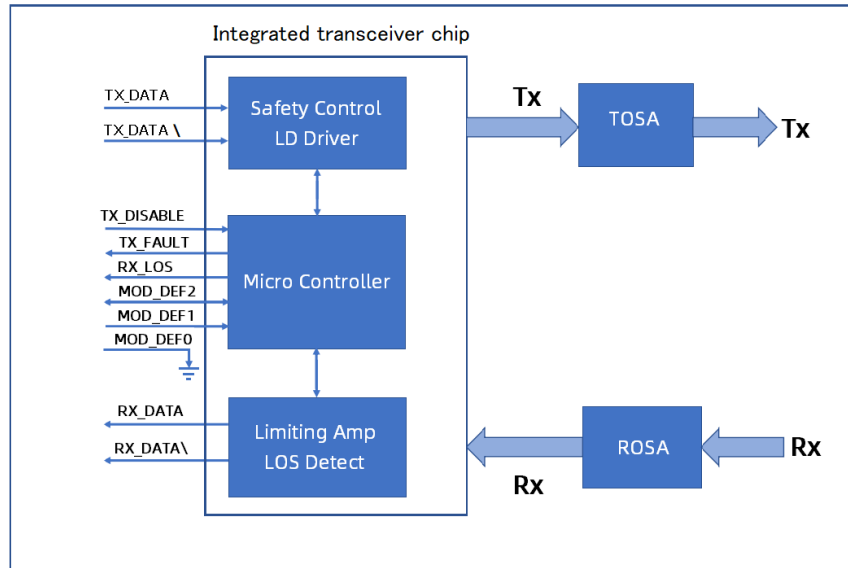 Integrated transceiver chip
TX_DATA
TX_DATA \
Safety Control
LD Driver
Tx
TOSA
Tx
TX_DISABLE
TX_FAULT
RX_LOS
MOD_DEF2
MOD_DEF1
MOD_DEF0
Micro Controller
RX_DATA
RX_DATA\
Limiting Amp
LOS Detect
Rx
ROSA
Rx